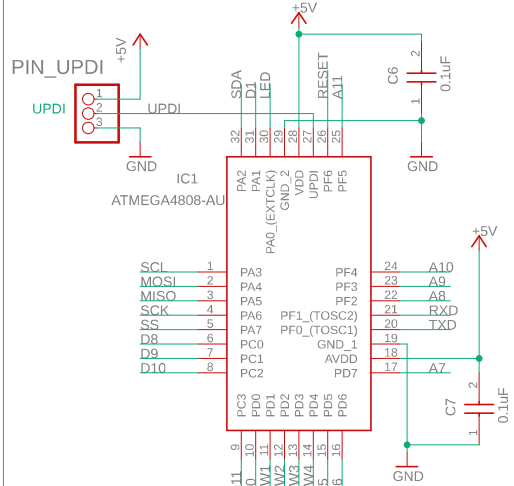 +5V
+5V
PIN_UPDI
UPDI
1
2
3
UPDI
GND
SDA
D1
LED
RESET
A11
32
31
30
29
28
27
26
25
C6
0.1uF
2
1
GND
IC1
ATMEGA4808-AU
PA2
PA1
PA0_(EXTCLK)
GND_2
VDD
UPDI
PF6
PF5
SCL 1 PA3
MOSI 2 PA4
MISO 3 PA5
SCK 4 PA6
SS 5 PA7
D8 6 PC0
D9 7 PC1
D10 8 PC2
PF4 24 A10
PF3 23 A9
PF2 22 A8
PF1_(TOSC2) 21 RXD
PF0_(TOSC1) 20 TXD
GND_1 19
AVDD 18
PD7 17 A7
+5V
C7
0.1uF
2
1
GND
PC3
PD0
PD1
PD2
PD3
PD4
PD5
PD6
9
10
11
12
13
14
15
16
W1
W2
W3
W4